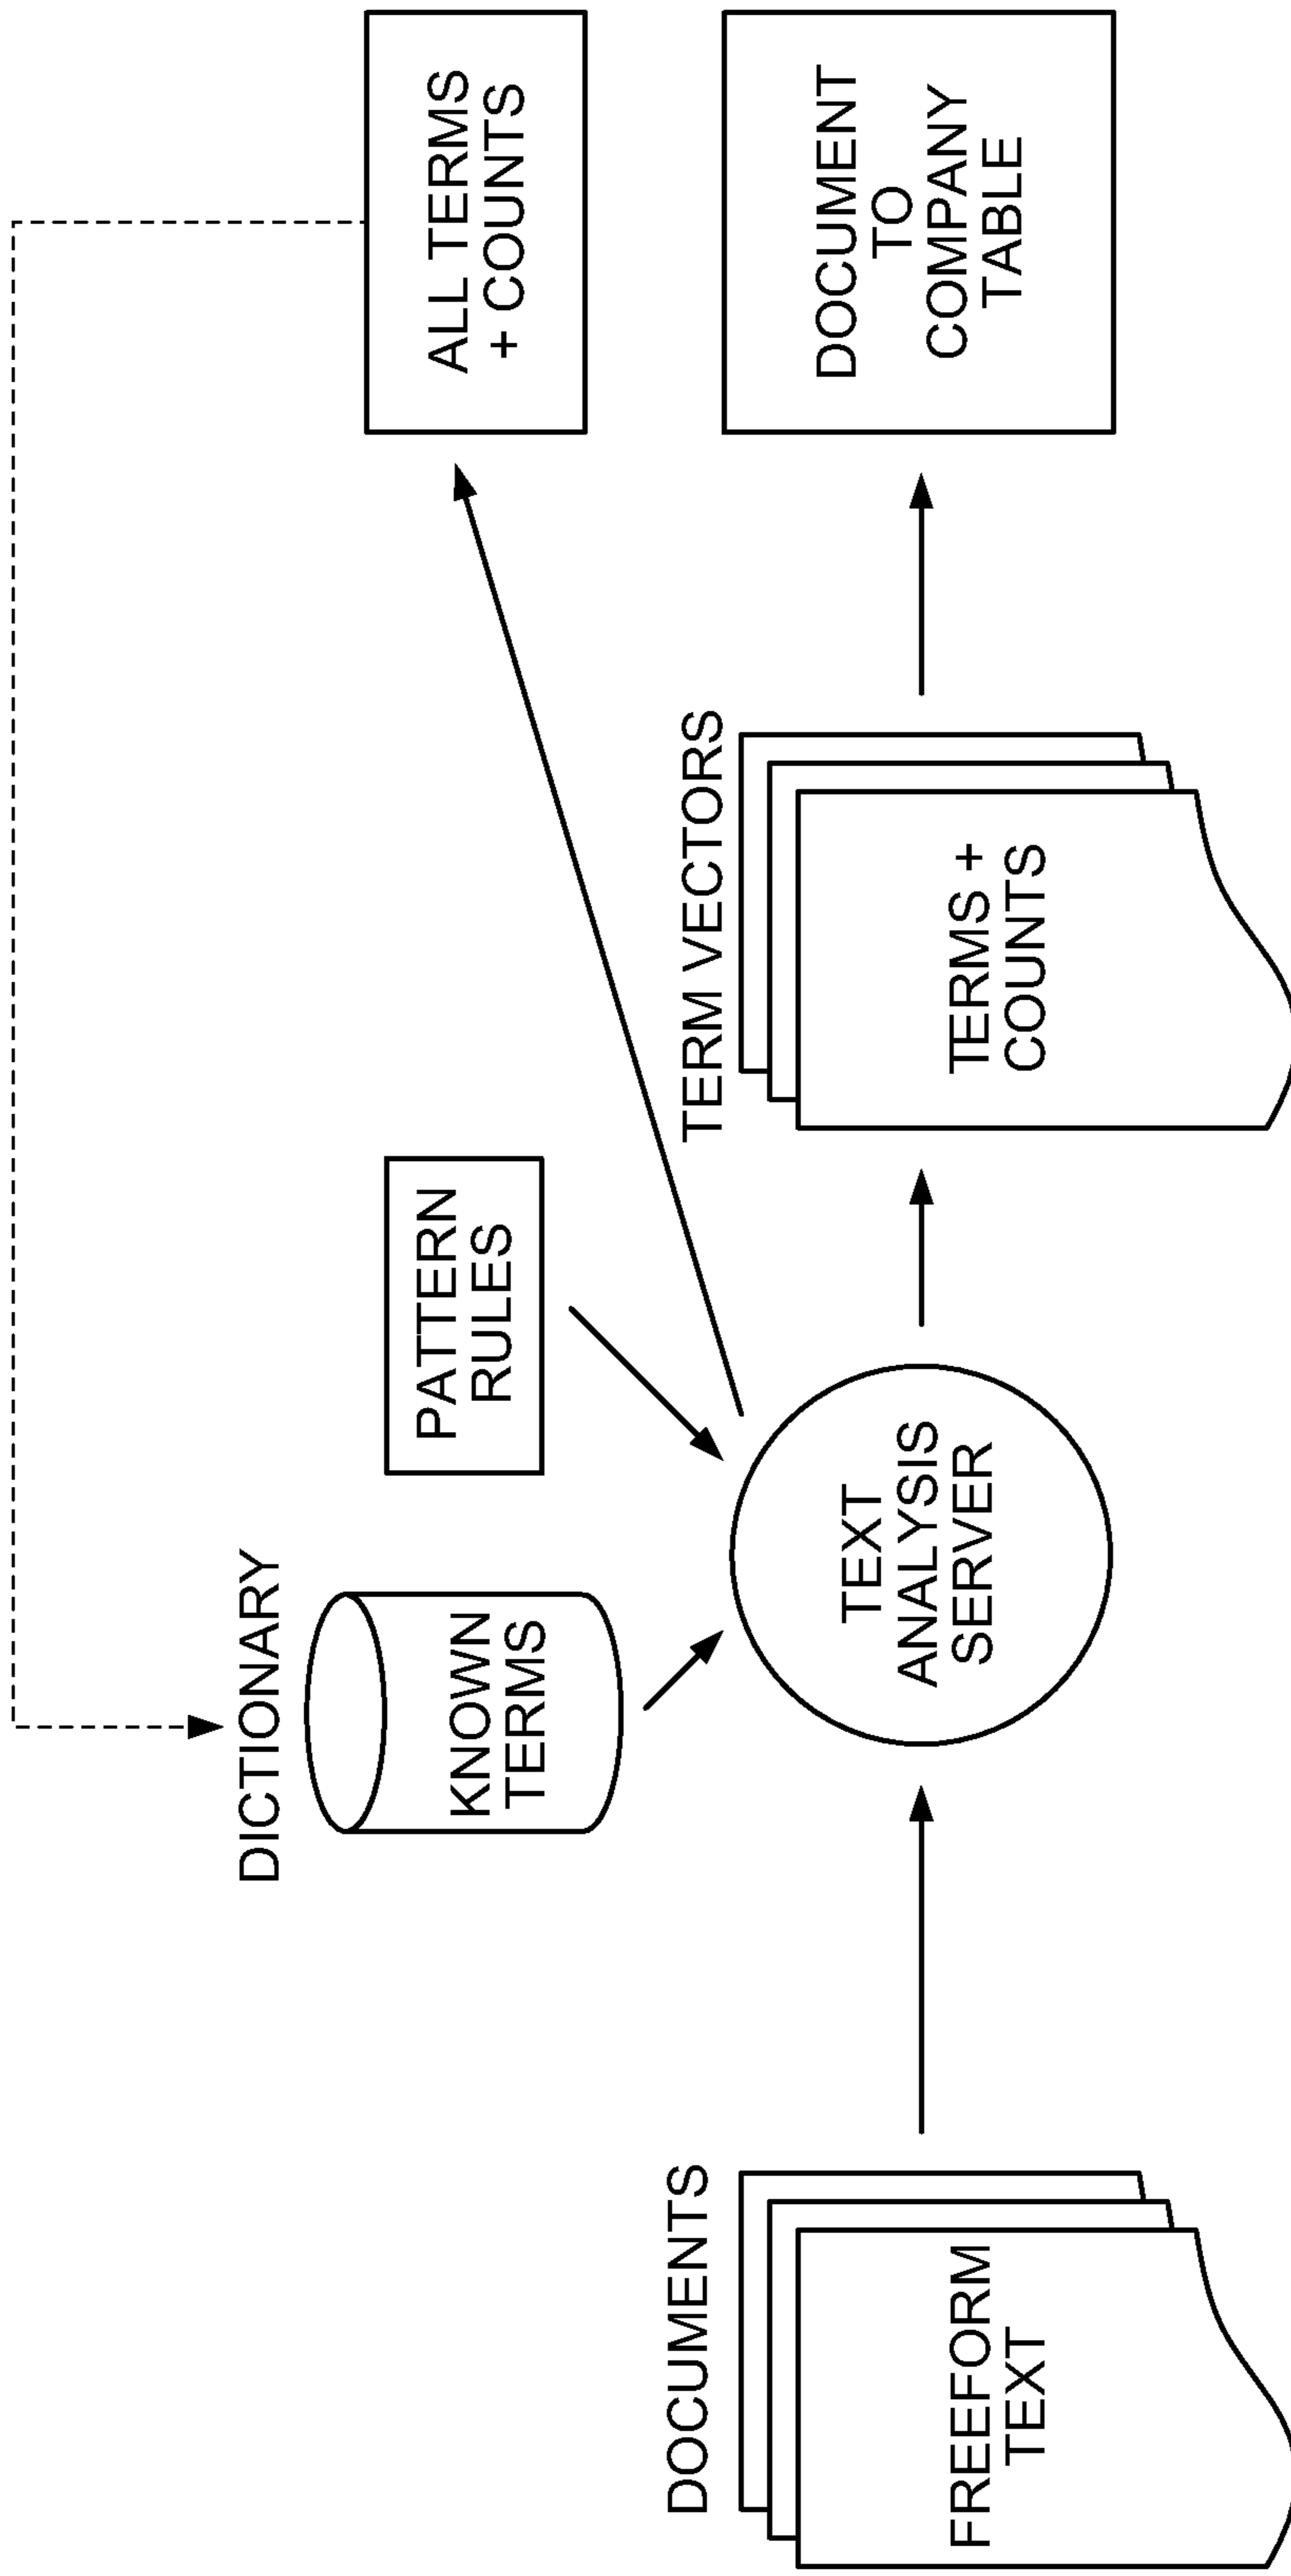 DICTIONARY
KNOWN
TERMS
PATTERN
RULES
ALL TERMS
+ COUNTS
DOCUMENTS
FREEFORM
TEXT
TEXT
ANALYSIS
SERVER
TERM VECTORS
TERMS +
COUNTS
DOCUMENT
TO
COMPANY
TABLE